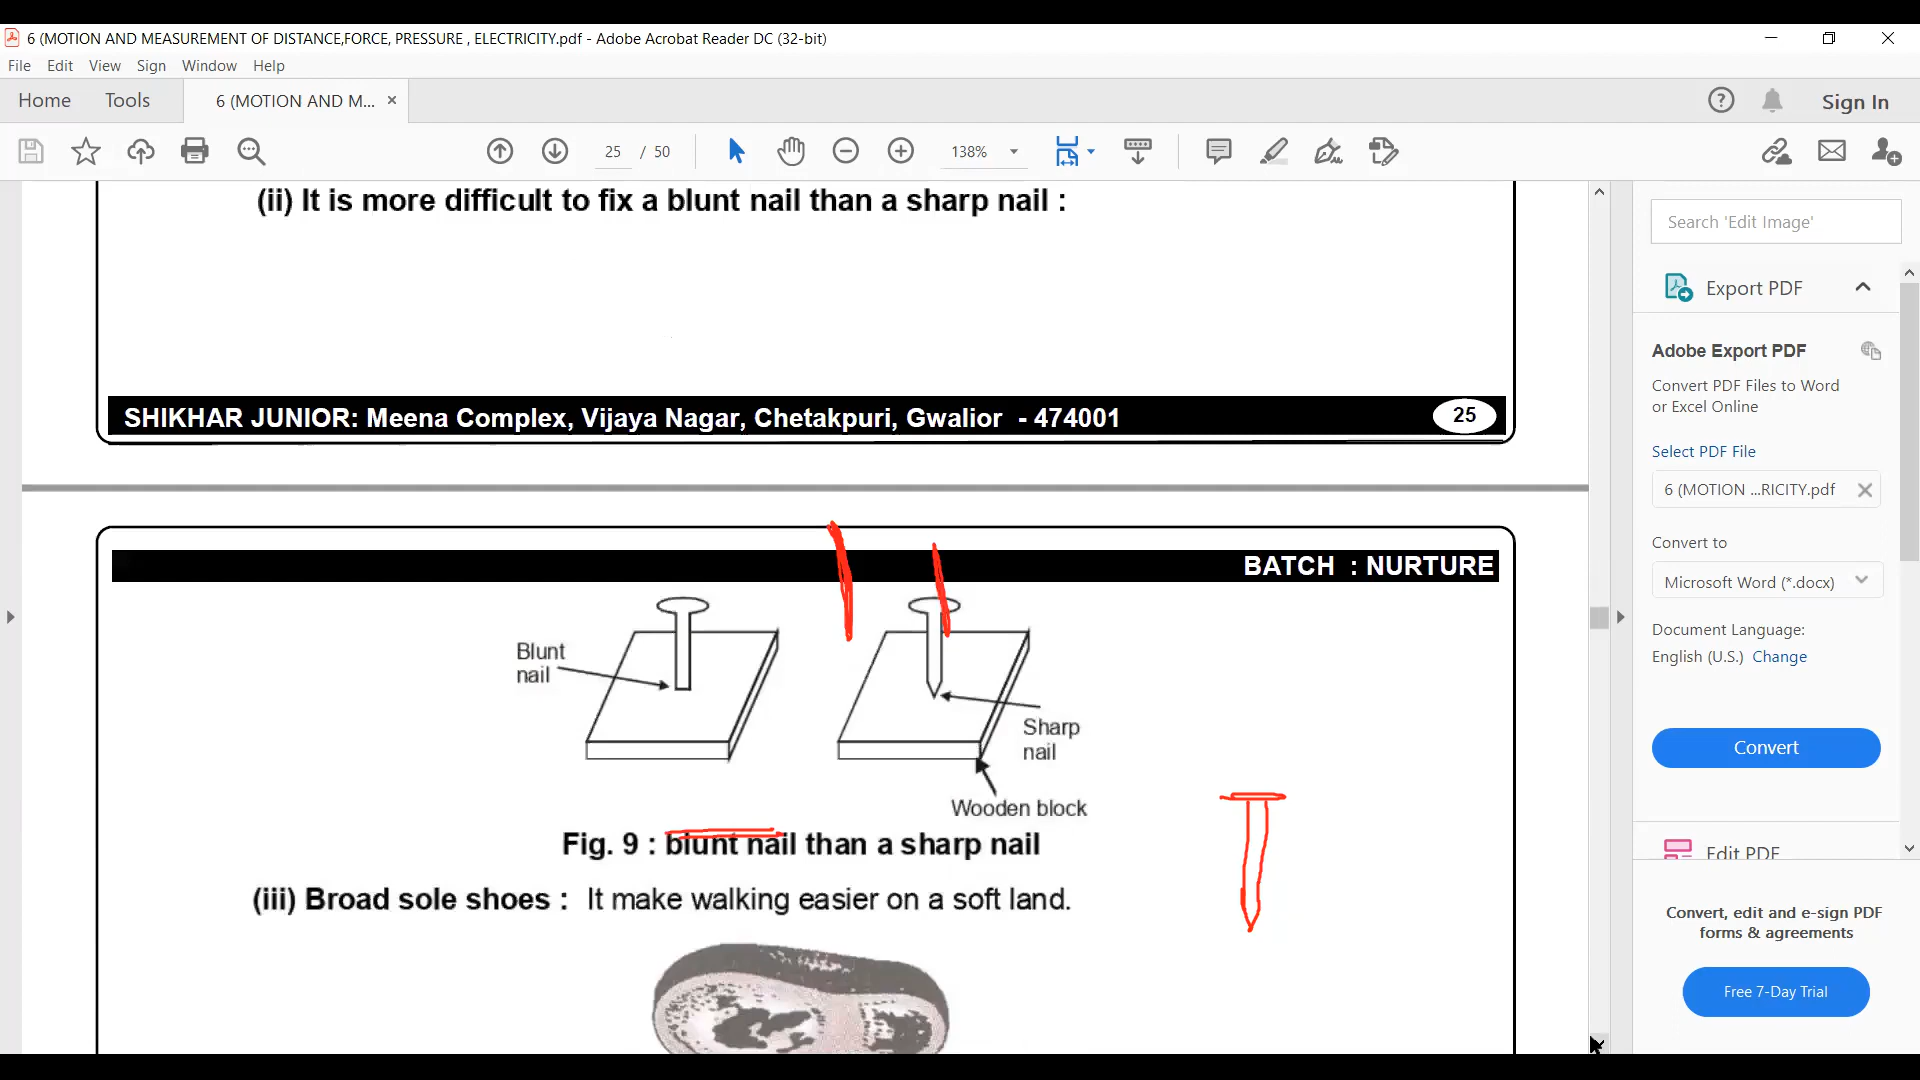 6 (MOTION AND MEASUREMENT OF DISTANCE,FORCE, PRESSURE , ELECTRICITY.pdf - Adobe Acrobat Reader DC (32-bit)
File Edit View Sign Window Help
Home Tools 6 (MOTION AND M... × Sign In
25 / 50 138%
(ii) It is more difficult to fix a blunt nail than a sharp nail :
SHIKHAR JUNIOR: Meena Complex, Vijaya Nagar, Chetakpuri, Gwalior - 474001 25
BATCH : NURTURE
Blunt
nail
Sharp
nail
Wooden block
Fig. 9 : blunt nail than a sharp nail
(iii) Broad sole shoes : It make walking easier on a soft land.
Search 'Edit Image'
Export PDF
Adobe Export PDF
Convert PDF Files to Word
or Excel Online
Select PDF File
6 (MOTION ...RICITY.pdf
Convert to
Microsoft Word (*.docx)
Document Language:
English (U.S.) Change
Convert
Edit PDF
Convert, edit and e-sign PDF
forms & agreements
Free 7-Day Trial